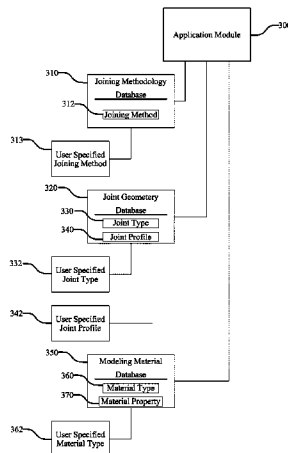 Application Module
300
310
Joining Methodology
Database
312
Joining Method
313
User Specified
Joining Method
320
Joint Geometery
Database
330
Joint Type
340
Joint Profile
332
User Specified
Joint Type
342
User Specified
Joint Profile
350
Modeling Material
Database
360
Material Type
370
Material Property
362
User Specified
Material Type